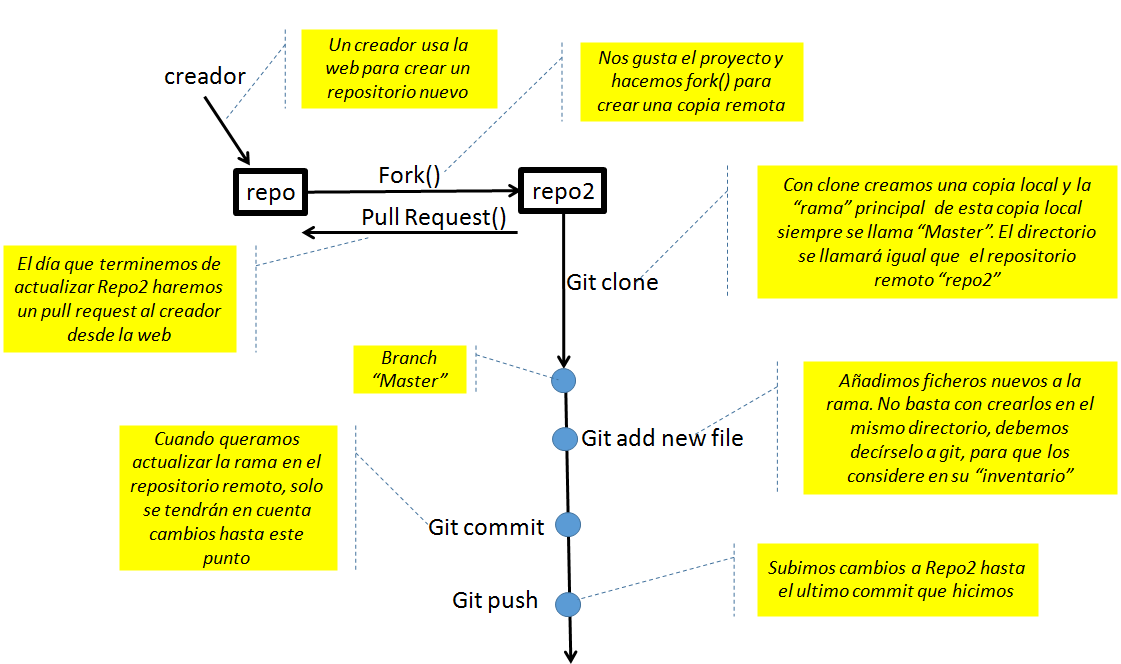 Un creador usa la
web para crear un
repositorio nuevo
Nos gusta el proyecto y
hacemos fork() para
crear una copia remota
creador
Fork()
repo
repo2
Pull Request()
Con clone creamos una copia local y la
“rama” principal de esta copia local
siempre se llama “Master”. El directorio
se llamará igual que el repositorio
remoto “repo2”
El día que terminemos de
actualizar Repo2 haremos
un pull request al creador
desde la web
Git clone
Branch
“Master”
Añadimos ficheros nuevos a la
rama. No basta con crearlos en el
mismo directorio, debemos
decírselo a git, para que los
considere en su “inventario”
Git add new file
Cuando queramos
actualizar la rama en el
repositorio remoto, solo
se tendrán en cuenta
cambios hasta este
punto
Git commit
Subimos cambios a Repo2 hasta
el ultimo commit que hicimos
Git push